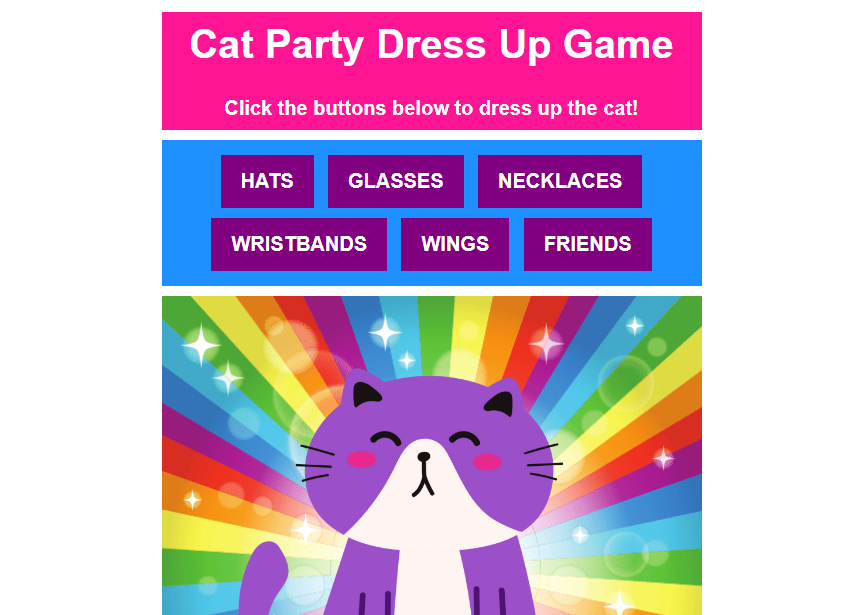 Cat Party Dress Up Game
Click the buttons below to dress up the cat!
HATS GLASSES NECKLACES
WRISTBANDS WINGS FRIENDS